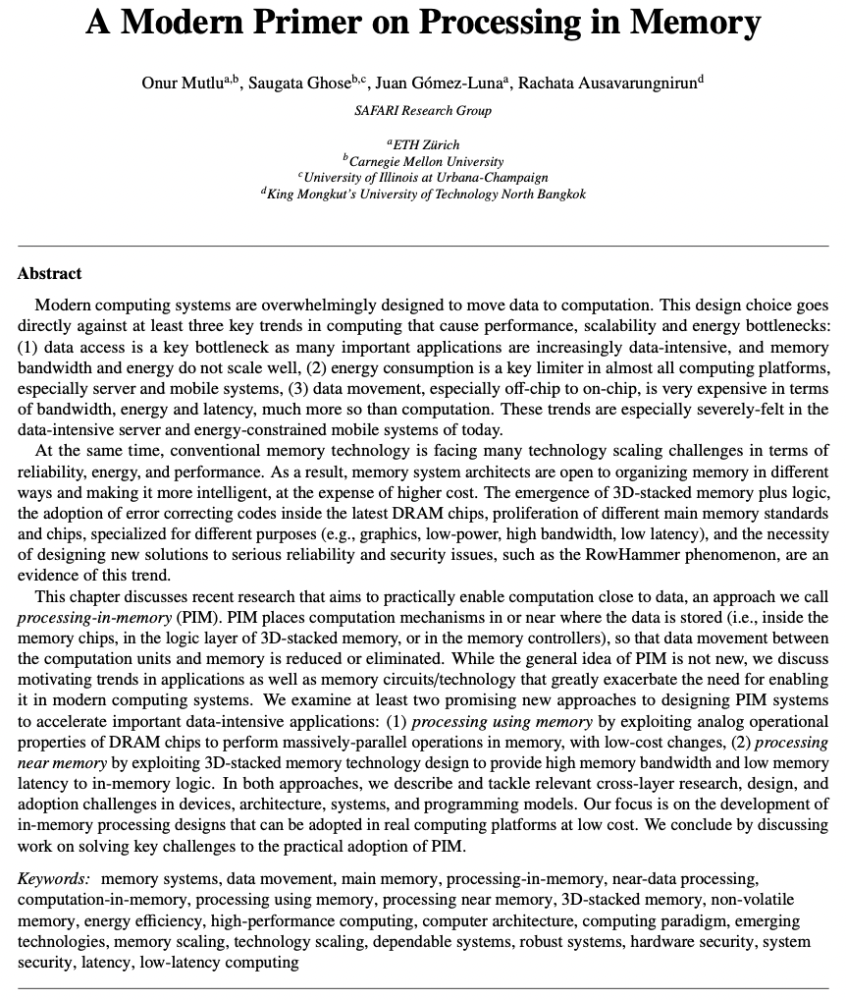 A Modern Primer on Processing in Memory
Onur Mutluᵃ,ᵇ, Saugata Ghoseᵇ,ᶜ, Juan Gómez-Lunaᵃ, Rachata Ausavarungnirunᵈ
SAFARI Research Group
ᵃETH Zürich
ᵇCarnegie Mellon University
ᶜUniversity of Illinois at Urbana-Champaign
ᵈKing Mongkut's University of Technology North Bangkok
Abstract
Modern computing systems are overwhelmingly designed to move data to computation. This design choice goes
directly against at least three key trends in computing that cause performance, scalability and energy bottlenecks:
(1) data access is a key bottleneck as many important applications are increasingly data-intensive, and memory
bandwidth and energy do not scale well, (2) energy consumption is a key limiter in almost all computing platforms,
especially server and mobile systems, (3) data movement, especially off-chip to on-chip, is very expensive in terms
of bandwidth, energy and latency, much more so than computation. These trends are especially severely-felt in the
data-intensive server and energy-constrained mobile systems of today.
At the same time, conventional memory technology is facing many technology scaling challenges in terms of
reliability, energy, and performance. As a result, memory system architects are open to organizing memory in different
ways and making it more intelligent, at the expense of higher cost. The emergence of 3D-stacked memory plus logic,
the adoption of error correcting codes inside the latest DRAM chips, proliferation of different main memory standards
and chips, specialized for different purposes (e.g., graphics, low-power, high bandwidth, low latency), and the necessity
of designing new solutions to serious reliability and security issues, such as the RowHammer phenomenon, are an
evidence of this trend.
This chapter discusses recent research that aims to practically enable computation close to data, an approach we call
processing-in-memory (PIM). PIM places computation mechanisms in or near where the data is stored (i.e., inside the
memory chips, in the logic layer of 3D-stacked memory, or in the memory controllers), so that data movement between
the computation units and memory is reduced or eliminated. While the general idea of PIM is not new, we discuss
motivating trends in applications as well as memory circuits/technology that greatly exacerbate the need for enabling
it in modern computing systems. We examine at least two promising new approaches to designing PIM systems
to accelerate important data-intensive applications: (1) processing using memory by exploiting analog operational
properties of DRAM chips to perform massively-parallel operations in memory, with low-cost changes, (2) processing
near memory by exploiting 3D-stacked memory technology design to provide high memory bandwidth and low memory
latency to in-memory logic. In both approaches, we describe and tackle relevant cross-layer research, design, and
adoption challenges in devices, architecture, systems, and programming models. Our focus is on the development of
in-memory processing designs that can be adopted in real computing platforms at low cost. We conclude by discussing
work on solving key challenges to the practical adoption of PIM.
Keywords: memory systems, data movement, main memory, processing-in-memory, near-data processing,
computation-in-memory, processing using memory, processing near memory, 3D-stacked memory, non-volatile
memory, energy efficiency, high-performance computing, computer architecture, computing paradigm, emerging
technologies, memory scaling, technology scaling, dependable systems, robust systems, hardware security, system
security, latency, low-latency computing